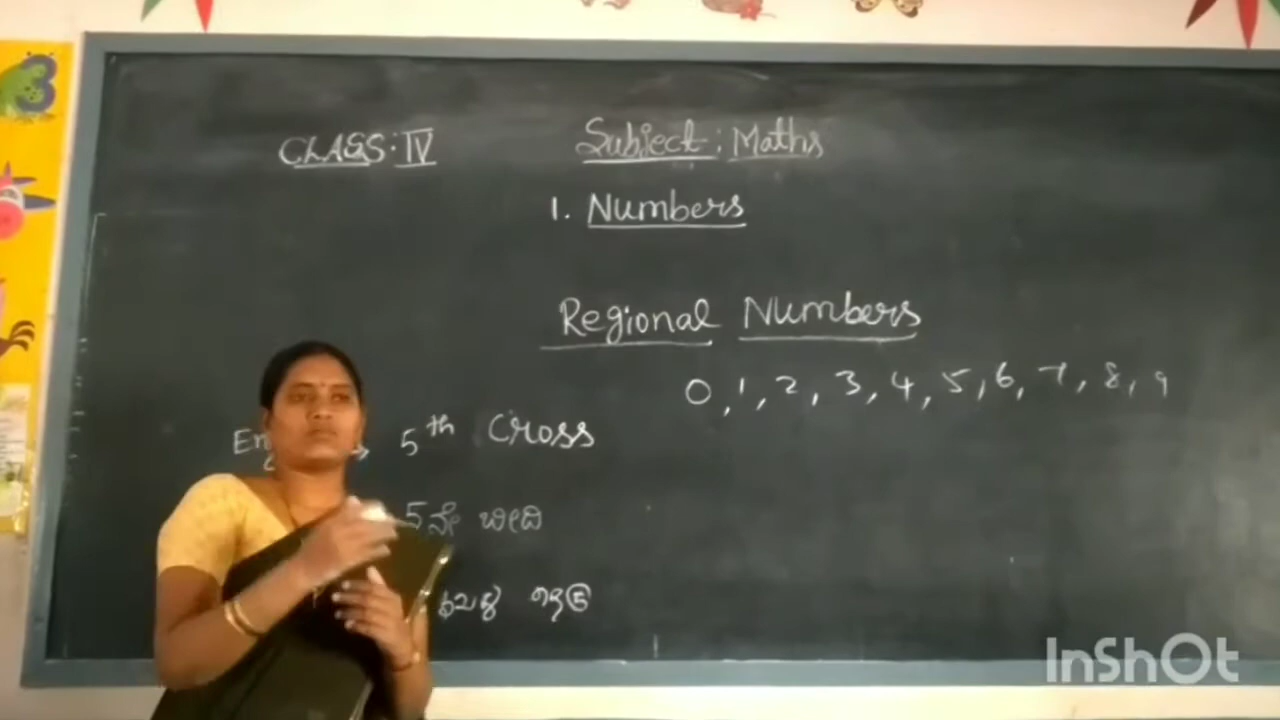 CLASS: IV Subject: Maths
1. Numbers
Regional Numbers
0, 1, 2, 3, 4, 5, 6, 7, 8, 9
5th Cross
5ನೇ ಬೀದಿ
InShOt
3